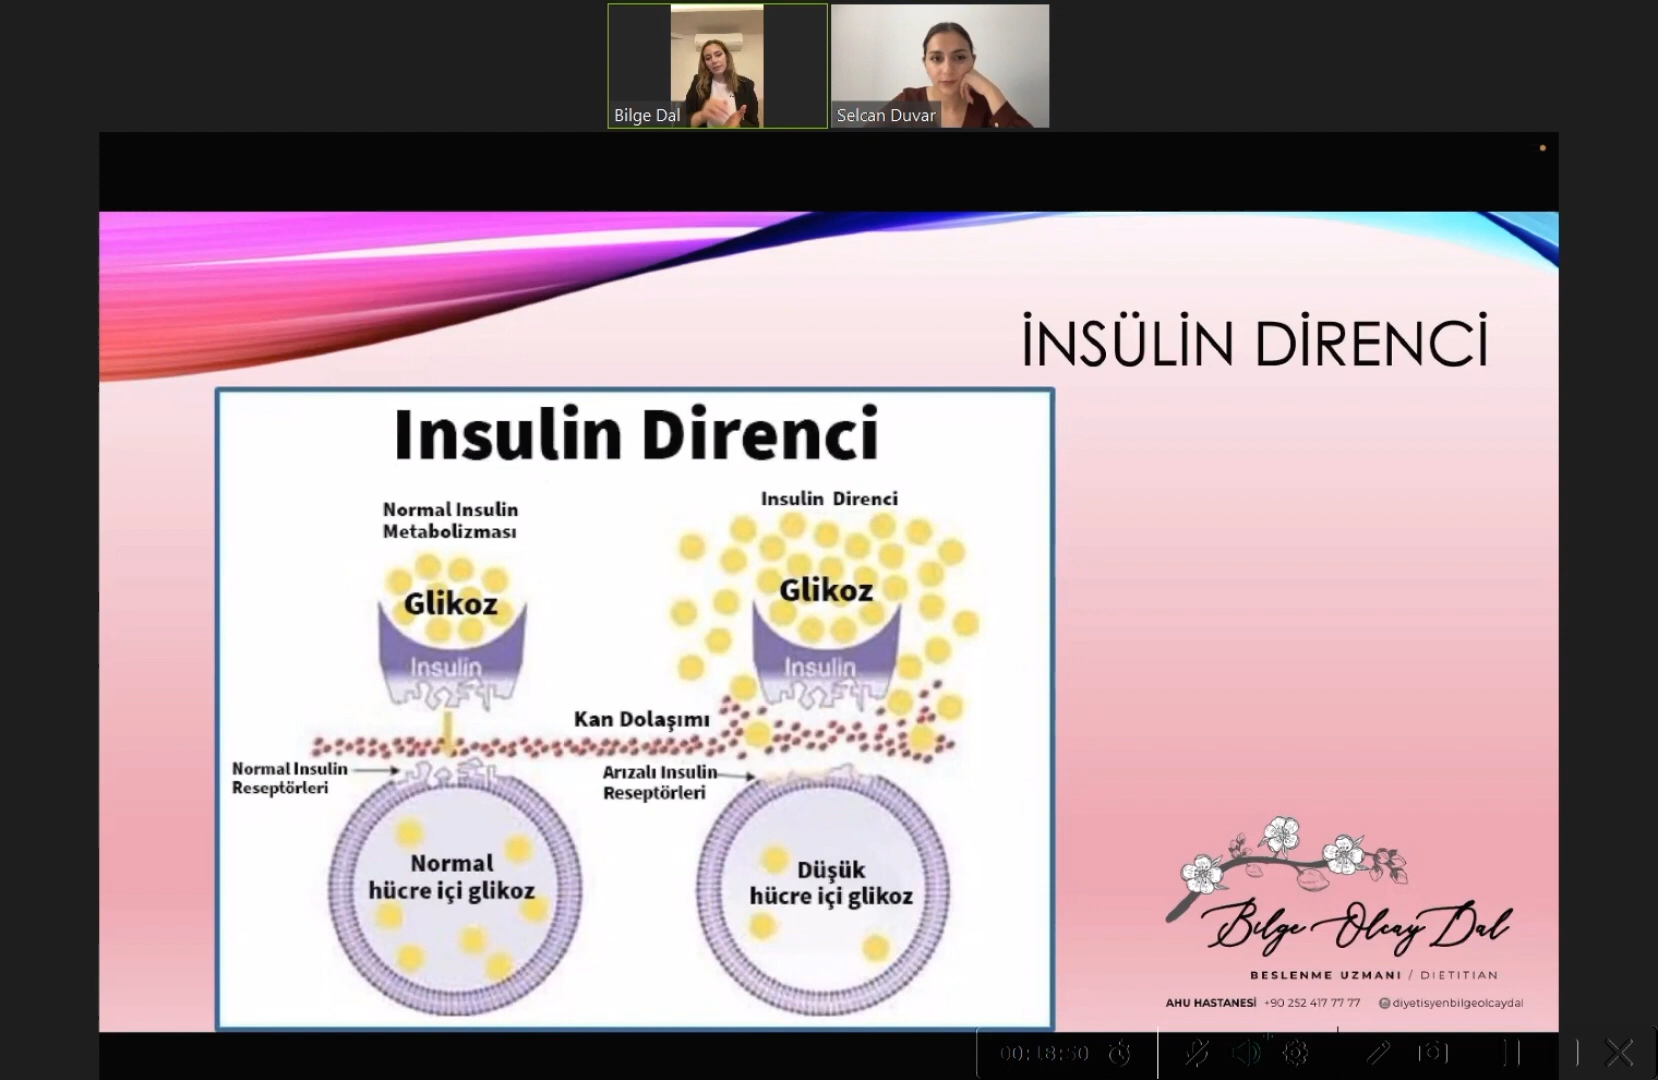 Bilge Dal
Selcan Duvar
İNSÜLİN DİRENCİ
Insulin Direnci
Normal Insulin
Metabolizması
Glikoz
Insulin
Insulin Direnci
Glikoz
Insulin
Kan Dolaşımı
Normal Insulin
Reseptörleri
Arızalı Insulin
Reseptörleri
Normal
hücre içi glikoz
Düşük
hücre içi glikoz
Bilge Olcay Dal
BESLENME UZMANI / DIETITIAN
AHU HASTANESİ +90 252 417 77 77 diyetisyenbilgeolcaydal
00:18:50